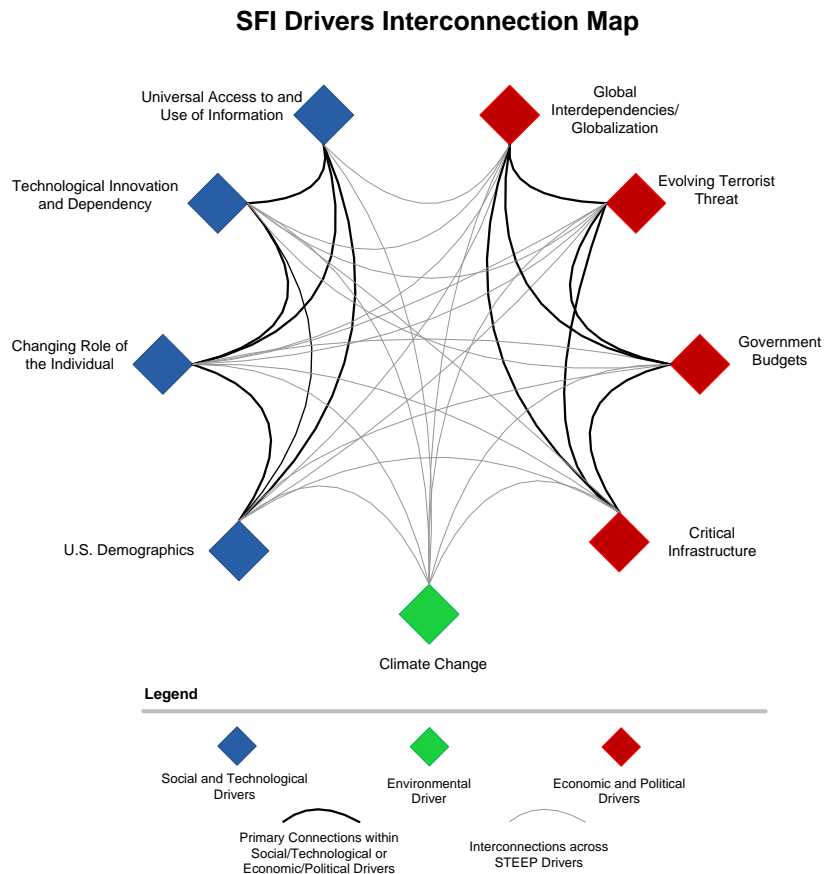 SFI Drivers Interconnection Map
Universal Access to and
Use of Information
Global
Interdependencies/
Globalization
Technological Innovation
and Dependency
Evolving Terrorist
Threat
Changing Role of
the Individual
Government
Budgets
U.S. Demographics
Critical
Infrastructure
Climate Change
Legend
Social and Technological
Drivers
Environmental
Driver
Economic and Political
Drivers
Primary Connections within
Social/Technological or
Economic/Political Drivers
Interconnections across
STEEP Drivers